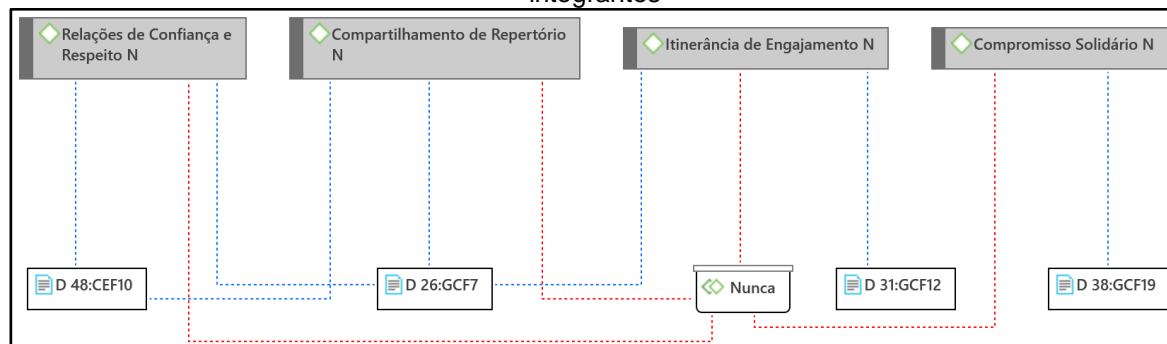 integrantes
Relações de Confiança e
Respeito N
Compartilhamento de Repertório
N
Itinerância de Engajamento N
Compromisso Solidário N
D 48:CEF10
D 26:GCF7
Nunca
D 31:GCF12
D 38:GCF19